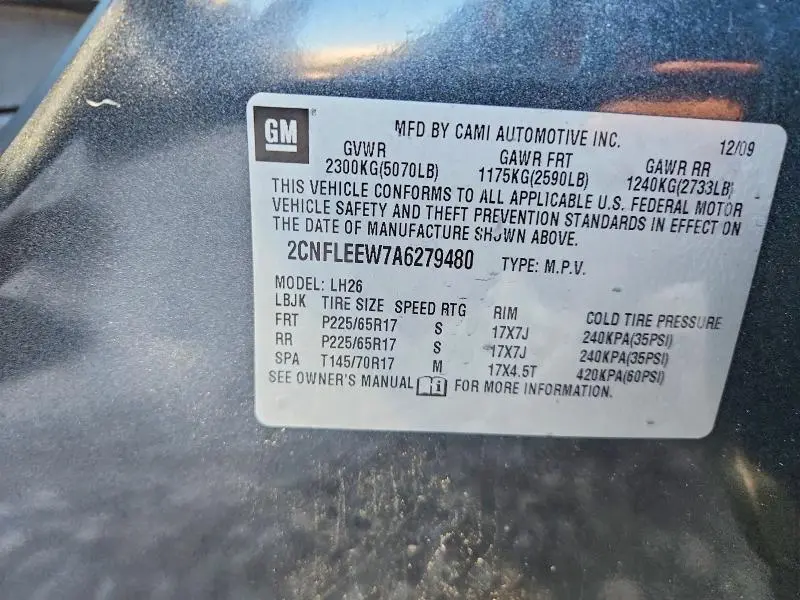 GM ®
MFD BY CAMI AUTOMOTIVE INC. 12/09
GVWR GAWR FRT GAWR RR
2300KG(5070LB) 1175KG(2590LB) 1240KG(2733LB)
THIS VEHICLE CONFORMS TO ALL APPLICABLE U.S. FEDERAL MOTOR
VEHICLE SAFETY AND THEFT PREVENTION STANDARDS IN EFFECT ON
THE DATE OF MANUFACTURE SHOWN ABOVE.
2CNFLEEW7A6279480 TYPE: M.P.V.
MODEL: LH26
LBJK TIRE SIZE SPEED RTG RIM COLD TIRE PRESSURE
FRT P225/65R17 S 17X7J 240KPA(35PSI)
RR P225/65R17 S 17X7J 240KPA(35PSI)
SPA T145/70R17 M 17X4.5T 420KPA(60PSI)
SEE OWNER'S MANUAL i FOR MORE INFORMATION.